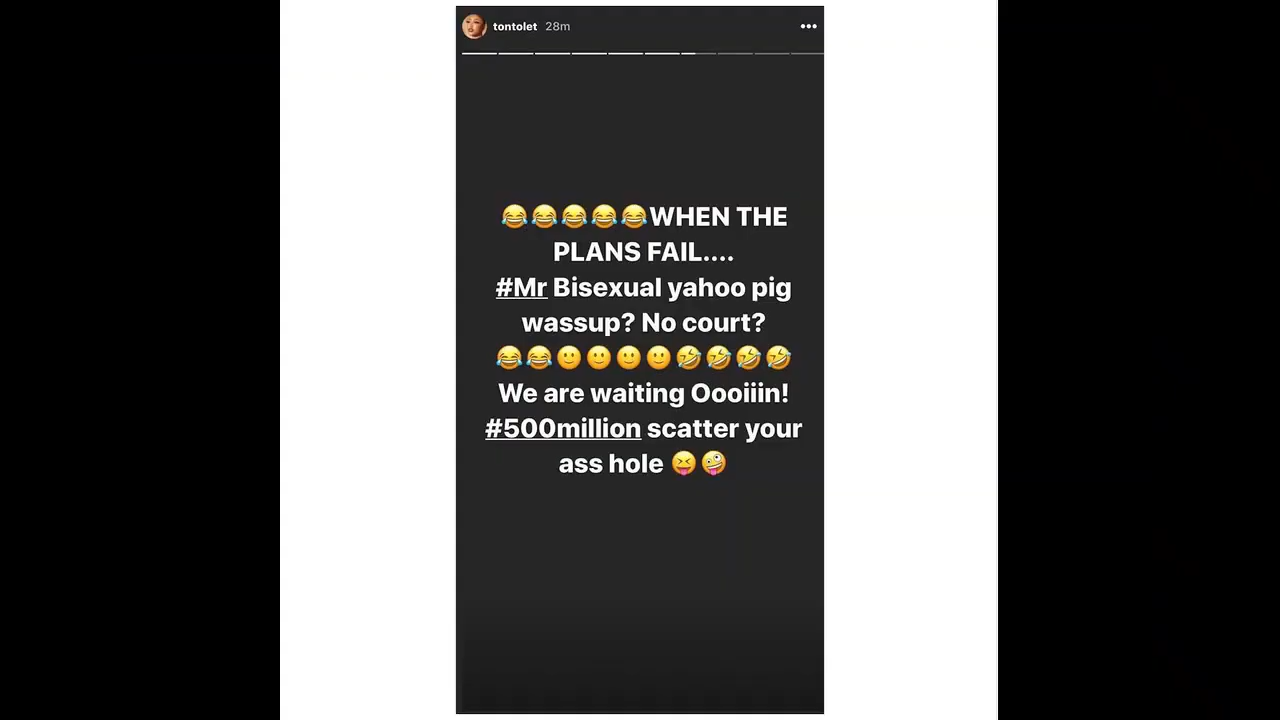 tontolet 28m
😂😂😂😂😂WHEN THE
PLANS FAIL....
#Mr Bisexual yahoo pig
wassup? No court?
😂😂🙂🙂🙂🙂🤣🤣🤣🤣
We are waiting Oooiiin!
#500million scatter your
ass hole 😝🤪